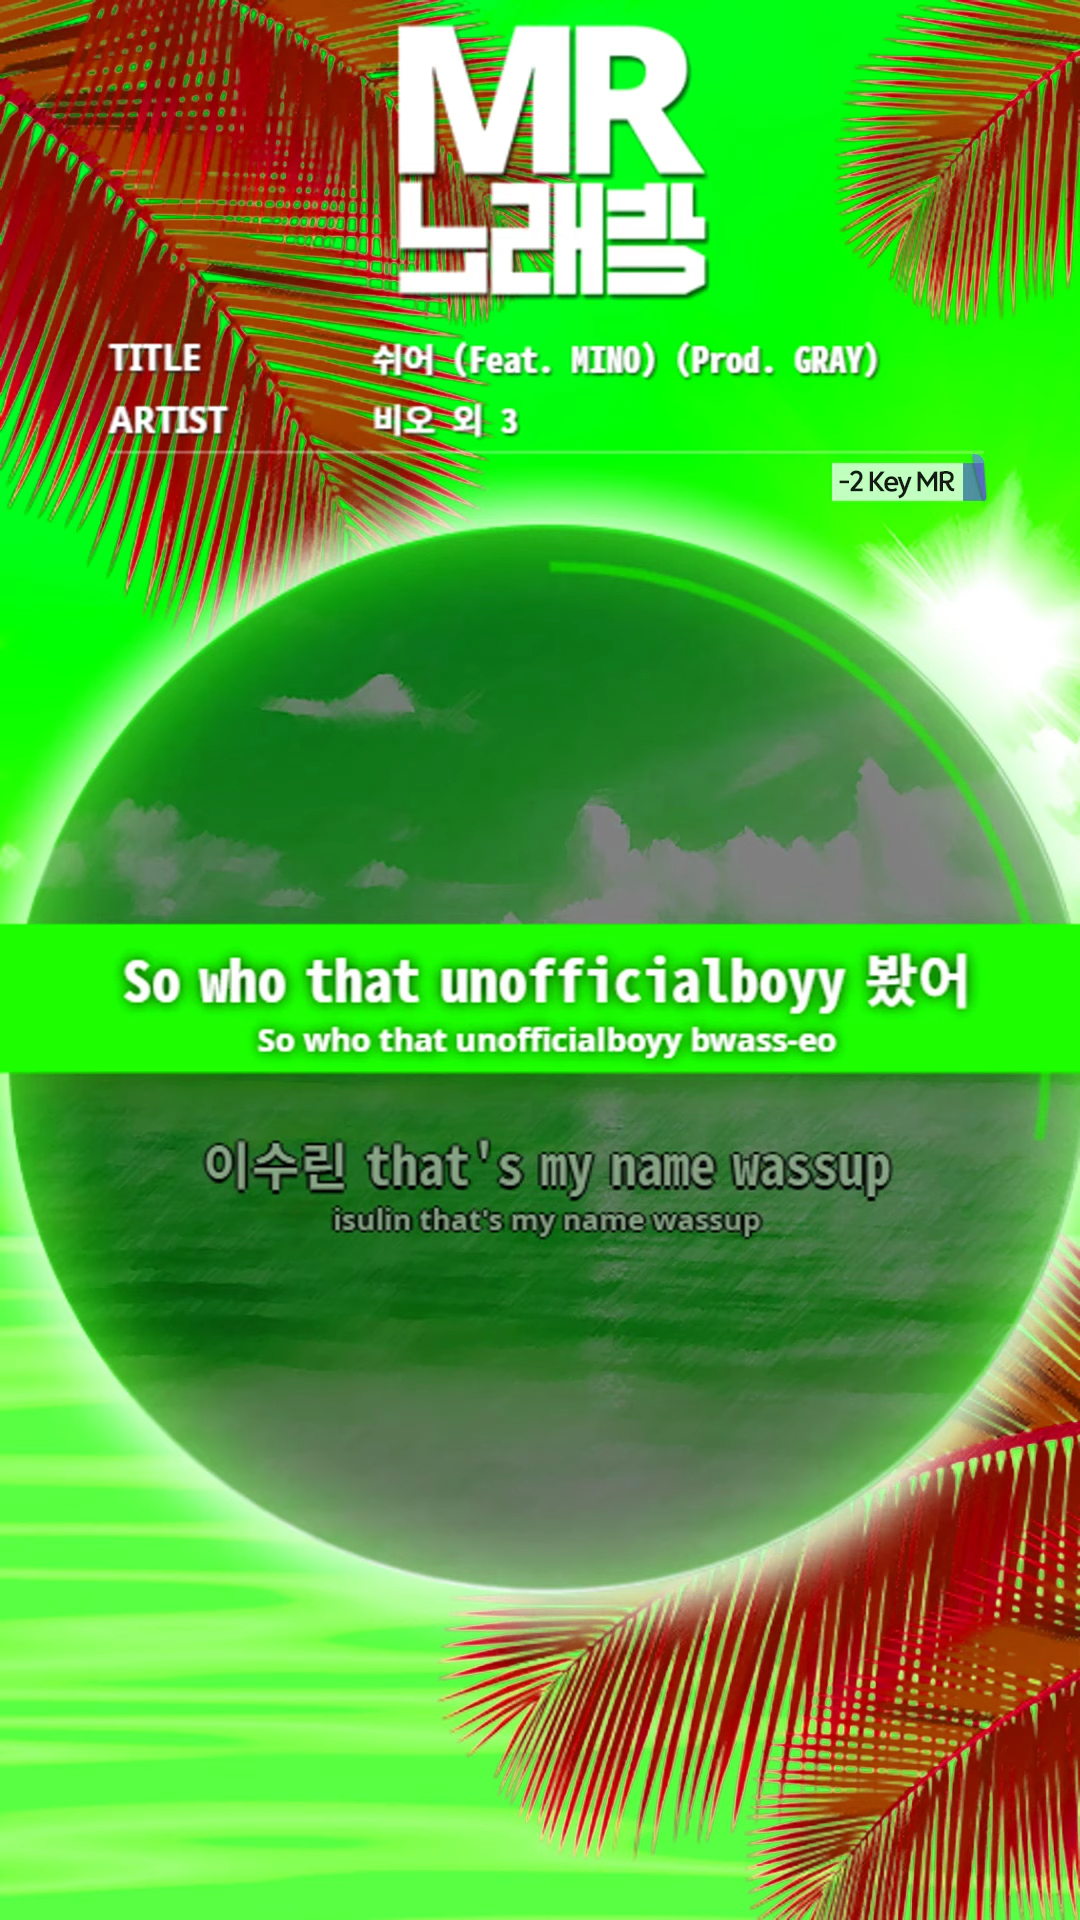 MR
노래방
TITLE 쉬어 (Feat. MINO) (Prod. GRAY)
ARTIST 비오 외 3
-2 Key MR
So who that unofficialboyy 봤어
So who that unofficialboyy bwass-eo
이수린 that's my name wassup
isulin that's my name wassup